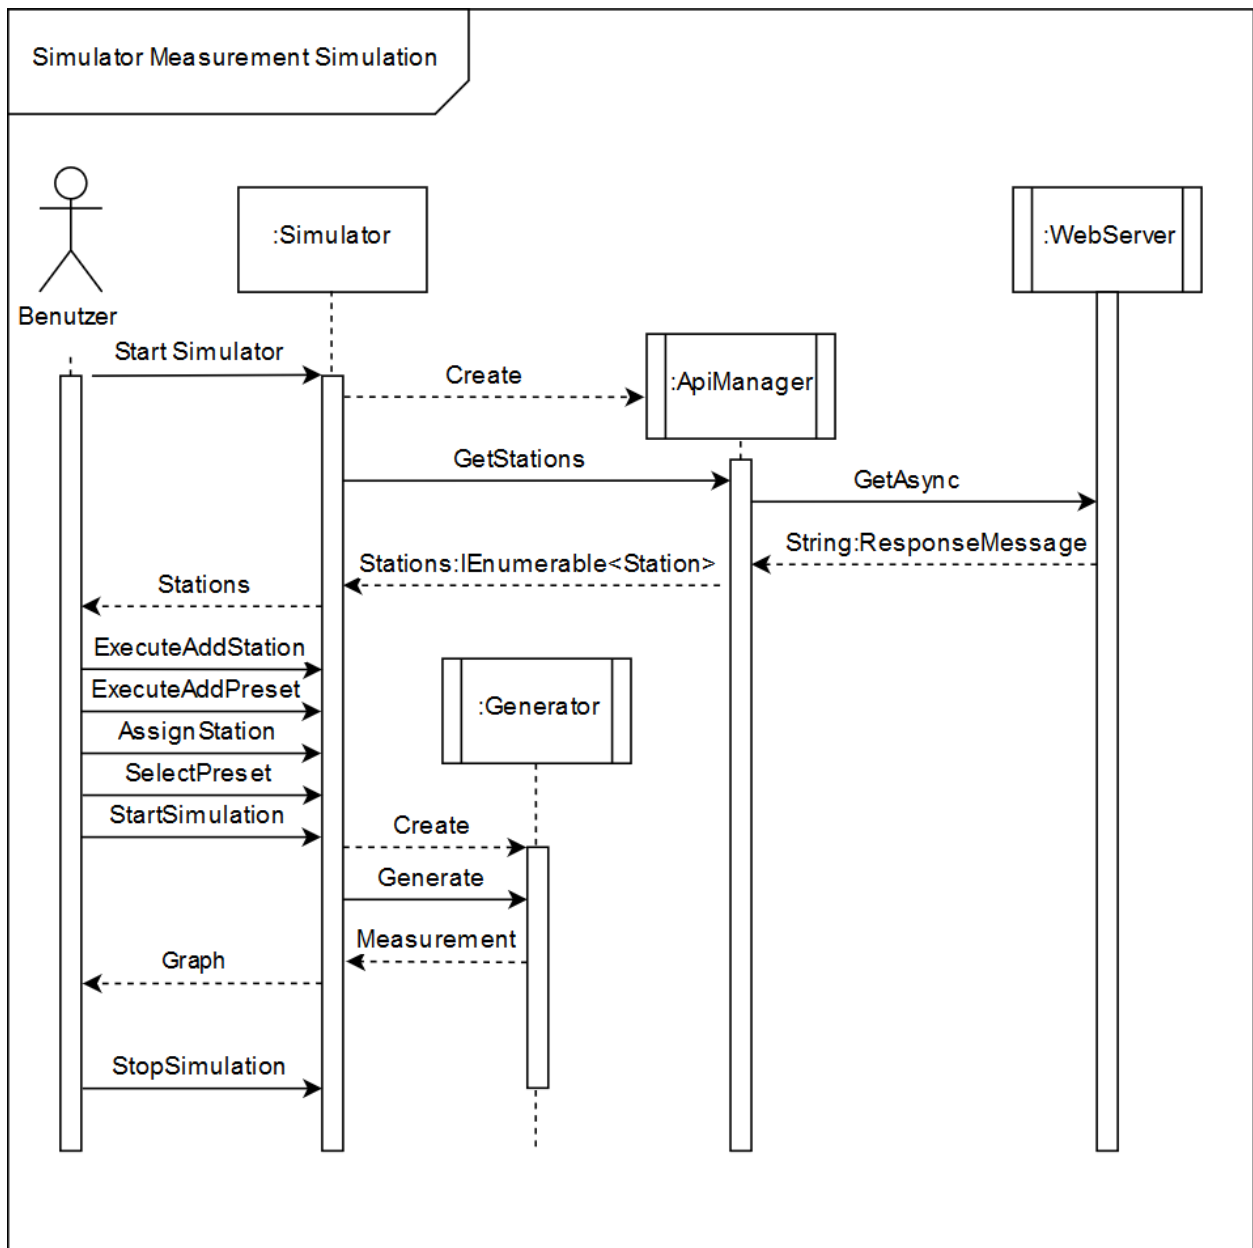 Simulator Measurement Simulation
:Simulator
:WebServer
Benutzer
Start Simulator
Create
:ApiManager
GetStations
GetAsync
String:ResponseMessage
Stations:IEnumerable<Station>
Stations
ExecuteAddStation
ExecuteAddPreset
:Generator
AssignStation
SelectPreset
StartSimulation
Create
Generate
Measurement
Graph
StopSimulation